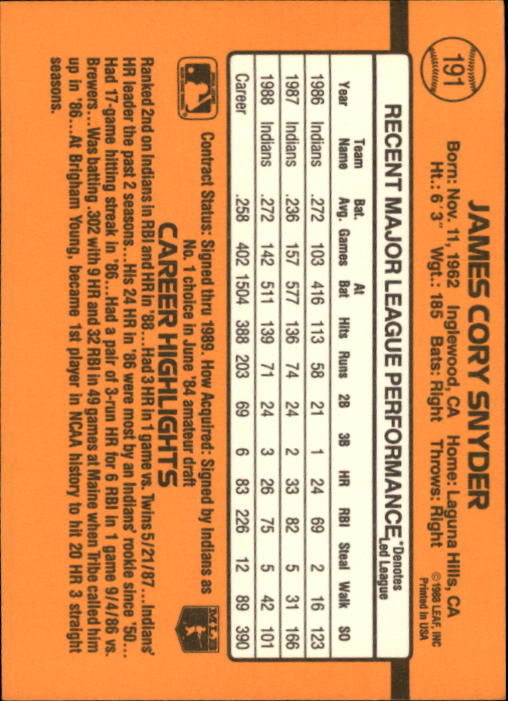 191
JAMES CORY SNYDER
Born: Nov. 11, 1962 Inglewood, CA Home: Laguna Hills, CA
Ht.: 6'3" Wgt.: 185 Bats: Right Throws: Right
©1988 LEAF, INC
Printed in USA
RECENT MAJOR LEAGUE PERFORMANCE *Denotes Led League
Year Team Name Bat. Avg. Games At Bat Hits Runs 2B 3B HR RBI Steal Walk SO
1986 Indians .272 103 416 113 58 21 1 24 69 2 16 123
1987 Indians .236 157 577 136 74 24 2 33 82 5 31 166
1988 Indians .272 142 511 139 71 24 3 26 75 5 42 101
Career .258 402 1504 388 203 69 6 83 226 12 89 390
Contract Status: Signed thru 1989. How Acquired: Signed by Indians as
No. 1 choice in June '84 amateur draft
MLB
CAREER HIGHLIGHTS
Ranked 2nd on Indians in RBI and HR in '88...Had 3 HR in 1 game vs. Twins 5/21/87...Indians'
HR leader the past 2 seasons...His 24 HR in '86 were most by an Indians' rookie since '50...
Had 17-game hitting streak in '86...Had a pair of 3-run HR for 6 RBI in 1 game 9/4/86 vs.
Brewers...Was batting .302 with 9 HR and 32 RBI in 49 games at Maine when Tribe called him
up in '86...At Brigham Young, became 1st player in NCAA history to hit 20 HR 3 straight
seasons.